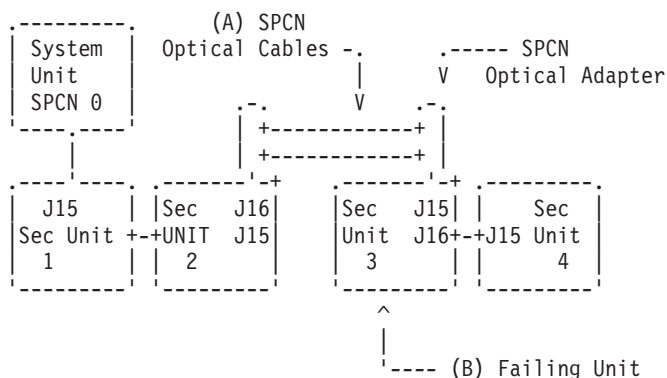 (A) SPCN
System Optical Cables SPCN
Unit V Optical Adapter
SPCN 0 V
J15 Sec J16 Sec J15 Sec
Sec Unit UNIT J15 Unit J16 J15 Unit
1 2 3 4
(B) Failing Unit